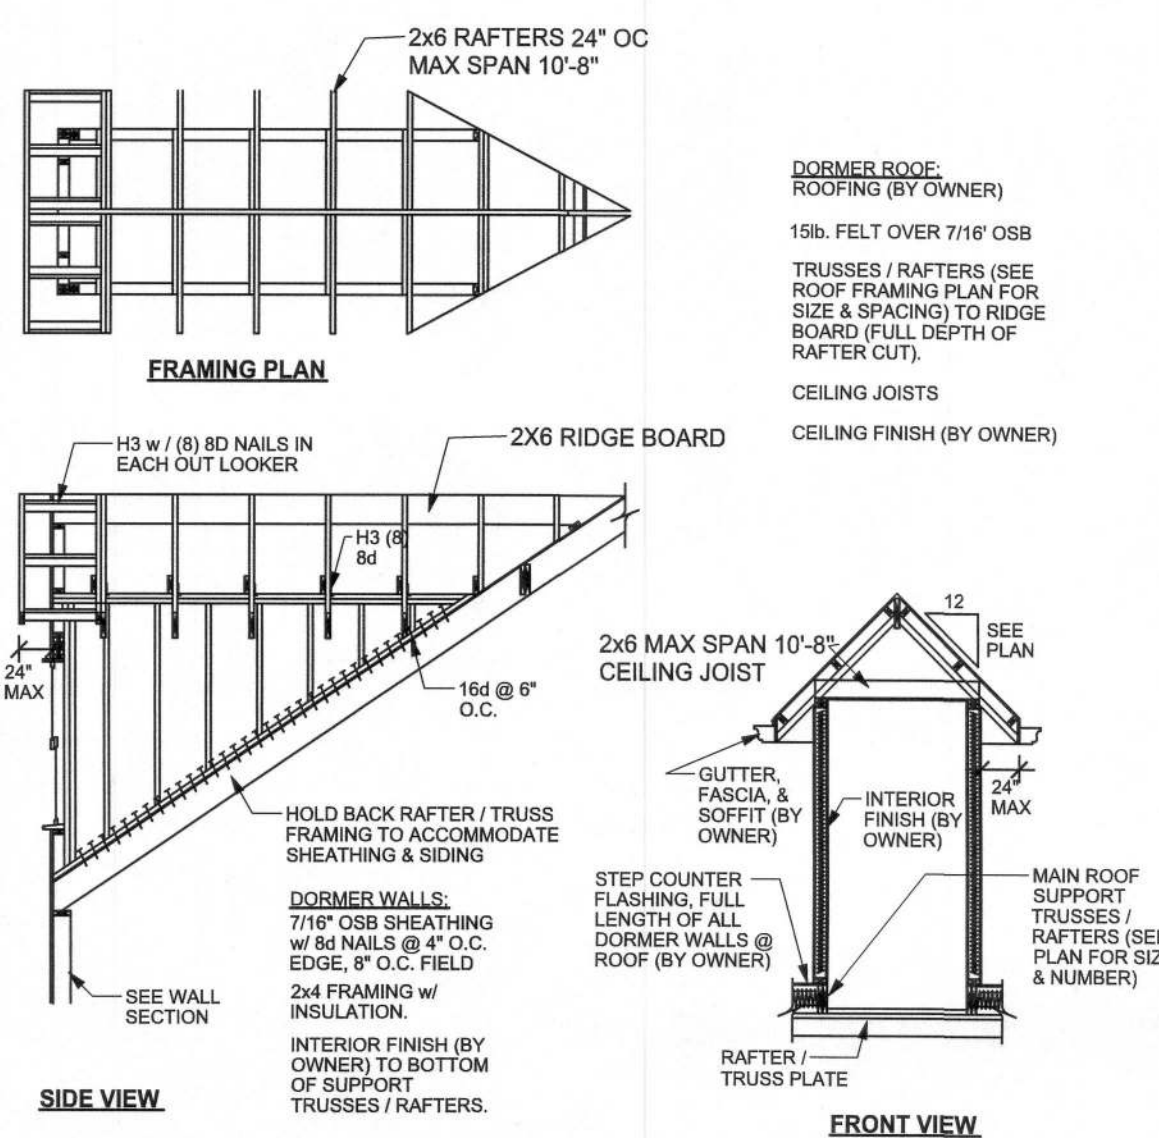 2x6 RAFTERS 24" OC
MAX SPAN 10'-8"
DORMER ROOF:
ROOFING (BY OWNER)
15lb. FELT OVER 7/16' OSB
TRUSSES / RAFTERS (SEE
ROOF FRAMING PLAN FOR
SIZE & SPACING) TO RIDGE
BOARD (FULL DEPTH OF
RAFTER CUT).
CEILING JOISTS
CEILING FINISH (BY OWNER)
FRAMING PLAN
H3 w / (8) 8D NAILS IN
EACH OUT LOOKER
2X6 RIDGE BOARD
H3 (8)
8d
24"
MAX
16d @ 6"
O.C.
HOLD BACK RAFTER / TRUSS
FRAMING TO ACCOMMODATE
SHEATHING & SIDING
DORMER WALLS:
7/16" OSB SHEATHING
w/ 8d NAILS @ 4" O.C.
EDGE, 8" O.C. FIELD
2x4 FRAMING w/
INSULATION.
INTERIOR FINISH (BY
OWNER) TO BOTTOM
OF SUPPORT
TRUSSES / RAFTERS.
SEE WALL
SECTION
SIDE VIEW
12
SEE
PLAN
2x6 MAX SPAN 10'-8"
CEILING JOIST
GUTTER,
FASCIA, &
SOFFIT (BY
OWNER)
INTERIOR
FINISH (BY
OWNER)
24"
MAX
STEP COUNTER
FLASHING, FULL
LENGTH OF ALL
DORMER WALLS @
ROOF (BY OWNER)
MAIN ROOF
SUPPORT
TRUSSES /
RAFTERS (SEE
PLAN FOR SIZ
& NUMBER)
RAFTER /
TRUSS PLATE
FRONT VIEW